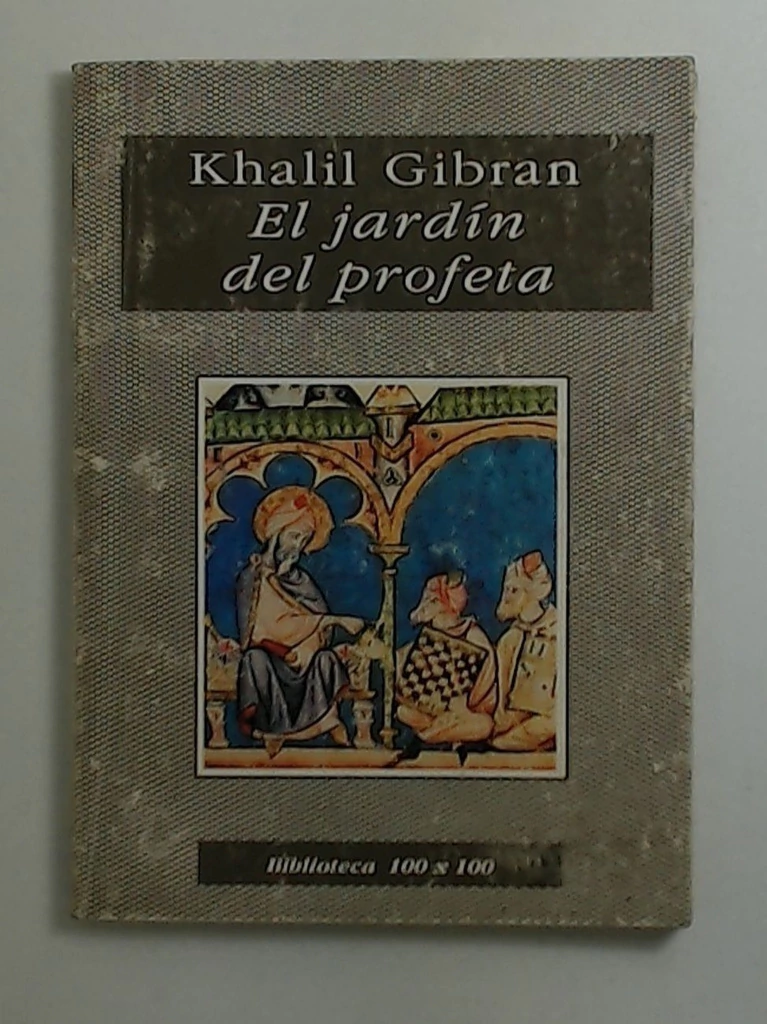 Khalil Gibran
El jardín
del profeta
Biblioteca 100 x 100